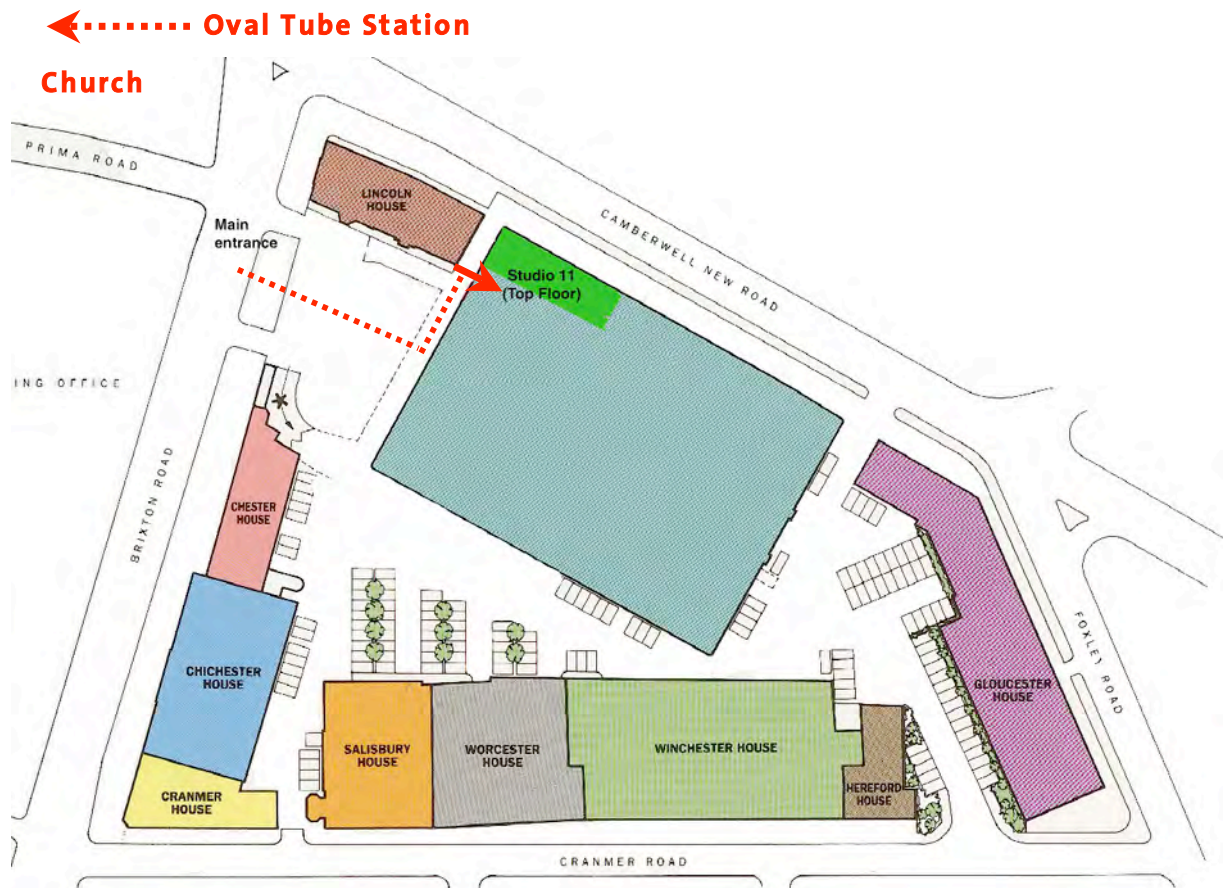 Oval Tube Station
Church
PRIMA ROAD
LINCOLN
HOUSE
CAMBERWELL NEW ROAD
Main
entrance
Studio 11
(Top Floor)
ING OFFICE
BRIXTON ROAD
CHESTER
HOUSE
FOXLEY ROAD
CHICHESTER
HOUSE
GLOUCESTER
HOUSE
SALISBURY
HOUSE
WORCESTER
HOUSE
WINCHESTER HOUSE
HEREFORD
HOUSE
CRANMER
HOUSE
CRANMER ROAD